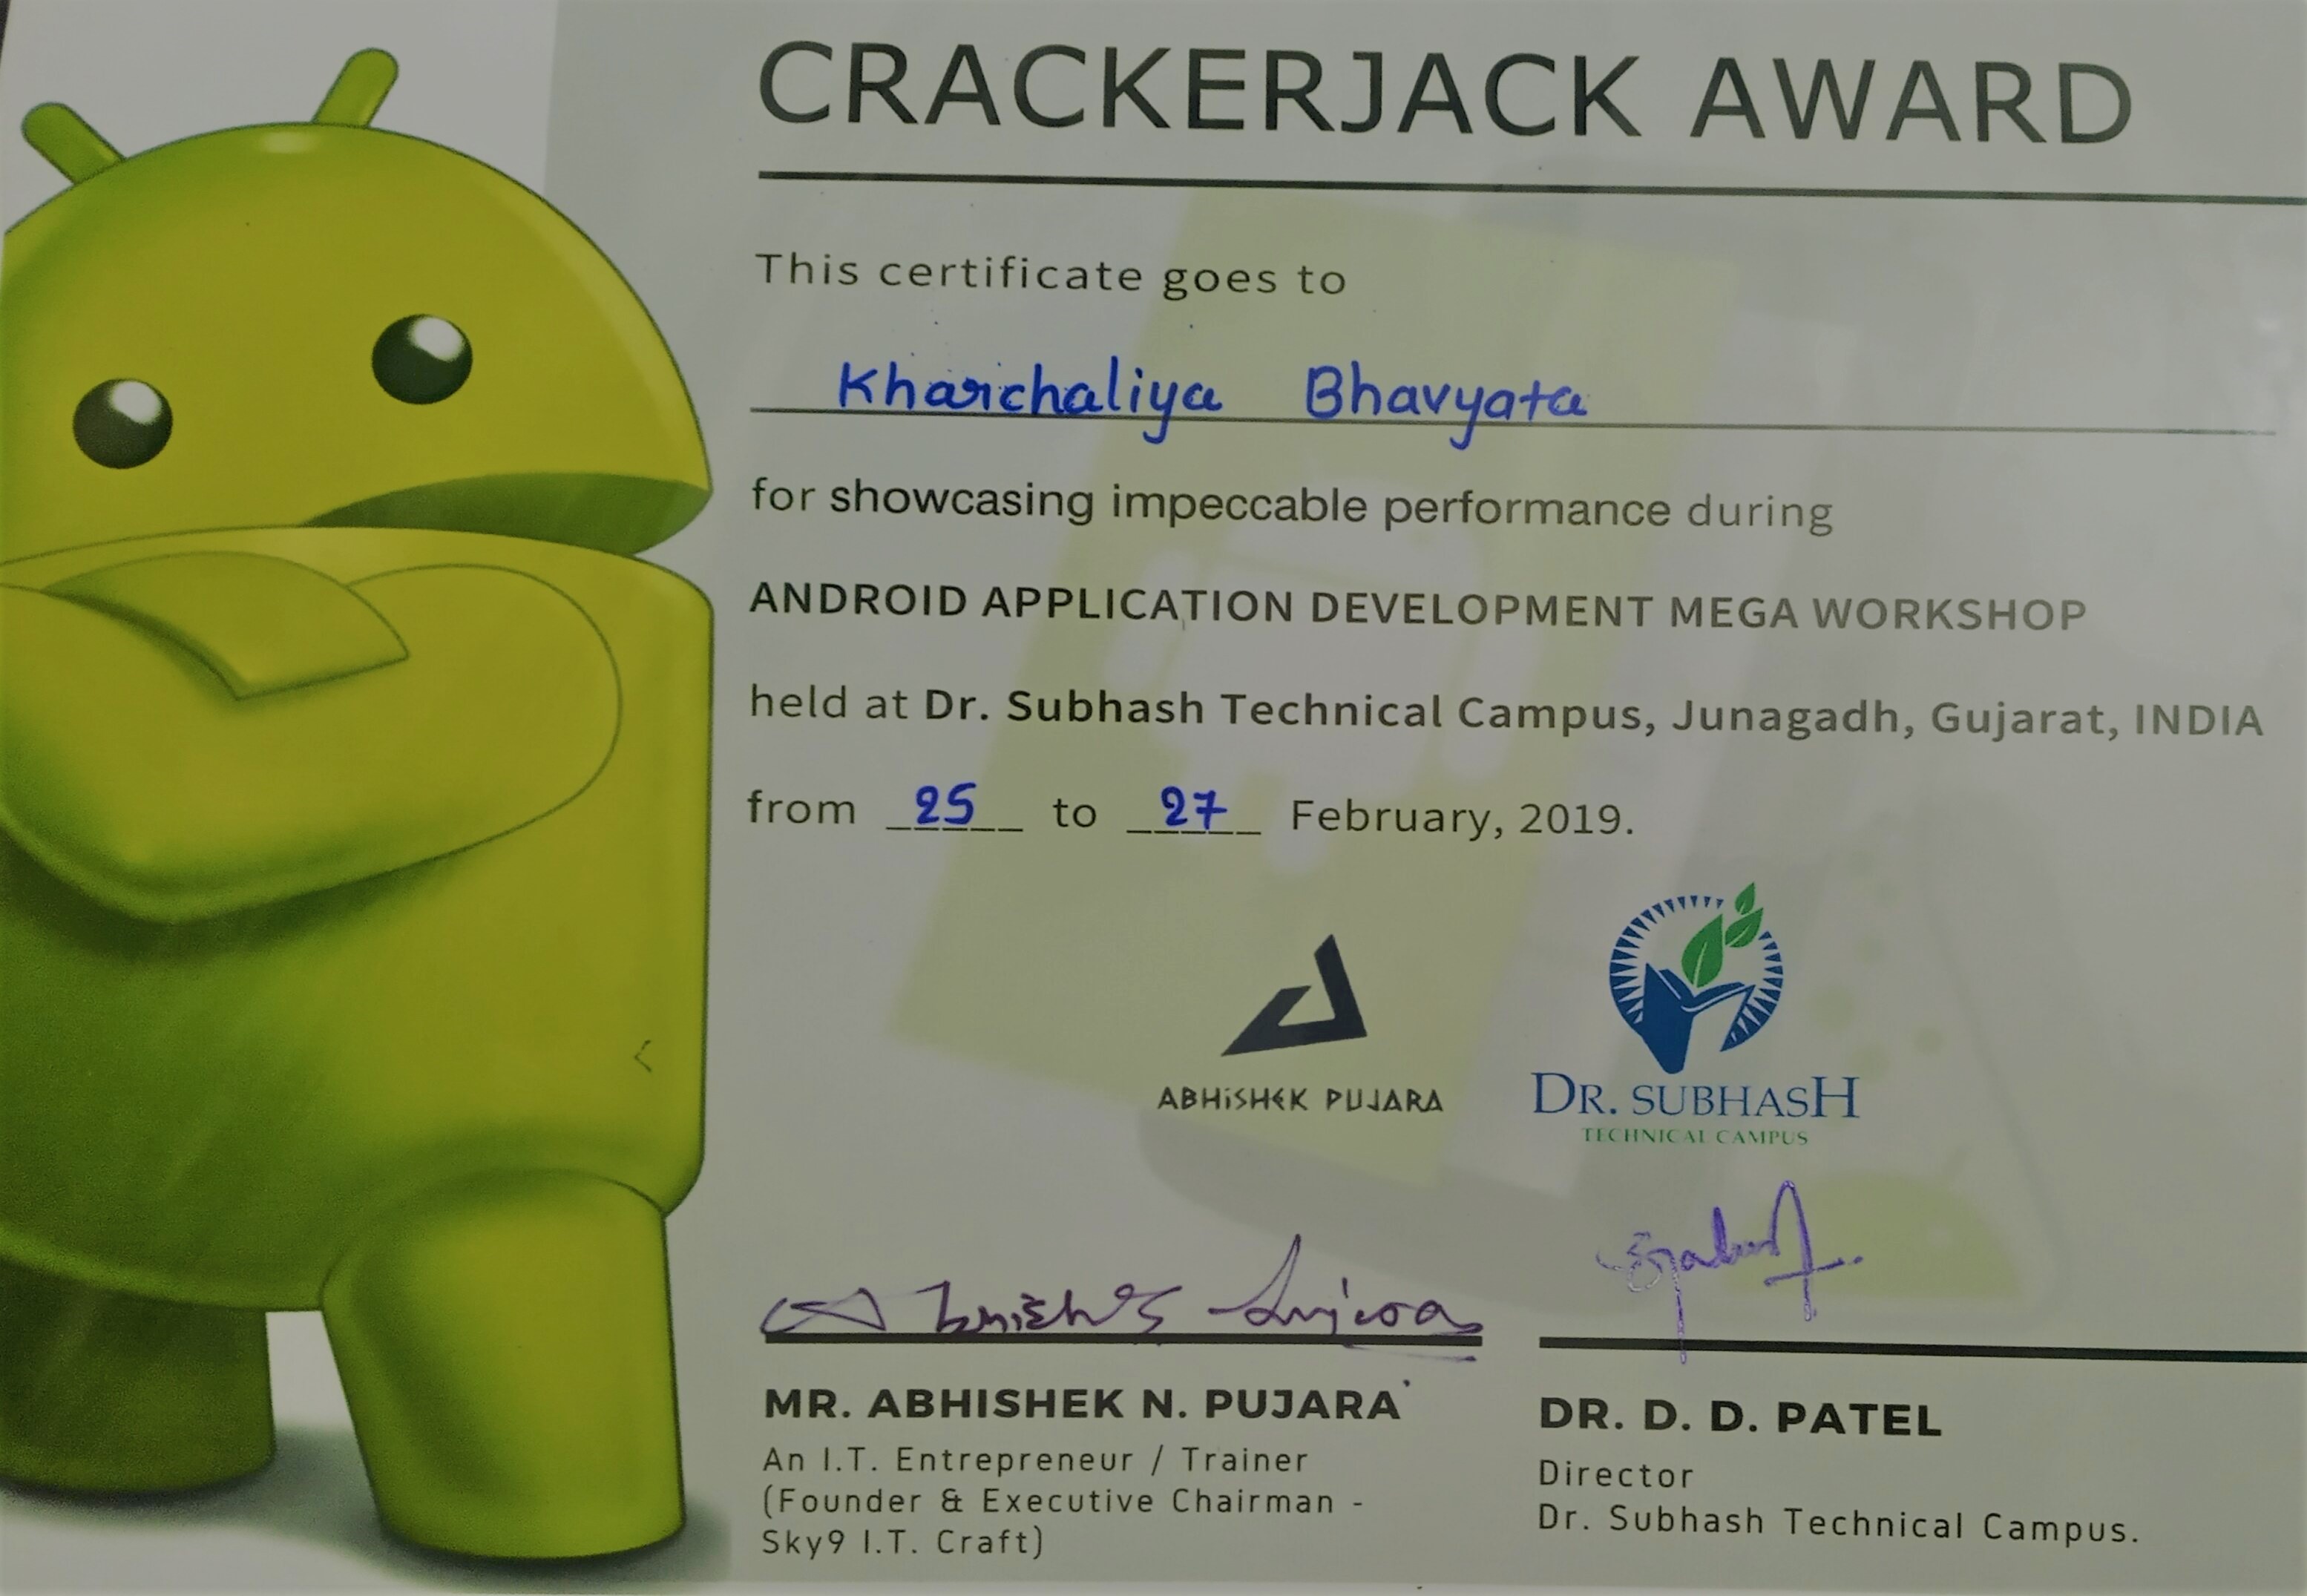 CRACKERJACK AWARD
This certificate goes to
Kharchaliya Bhavyata
for showcasing impeccable performance during
ANDROID APPLICATION DEVELOPMENT MEGA WORKSHOP
held at Dr. Subhash Technical Campus, Junagadh, Gujarat, INDIA
from 25 to 27 February, 2019.
ABHiSHEK PUJARA
DR. SUBHASH
TECHNICAL CAMPUS
MR. ABHISHEK N. PUJARA
An I.T. Entrepreneur / Trainer
(Founder & Executive Chairman -
Sky9 I.T. Craft)
DR. D. D. PATEL
Director
Dr. Subhash Technical Campus.